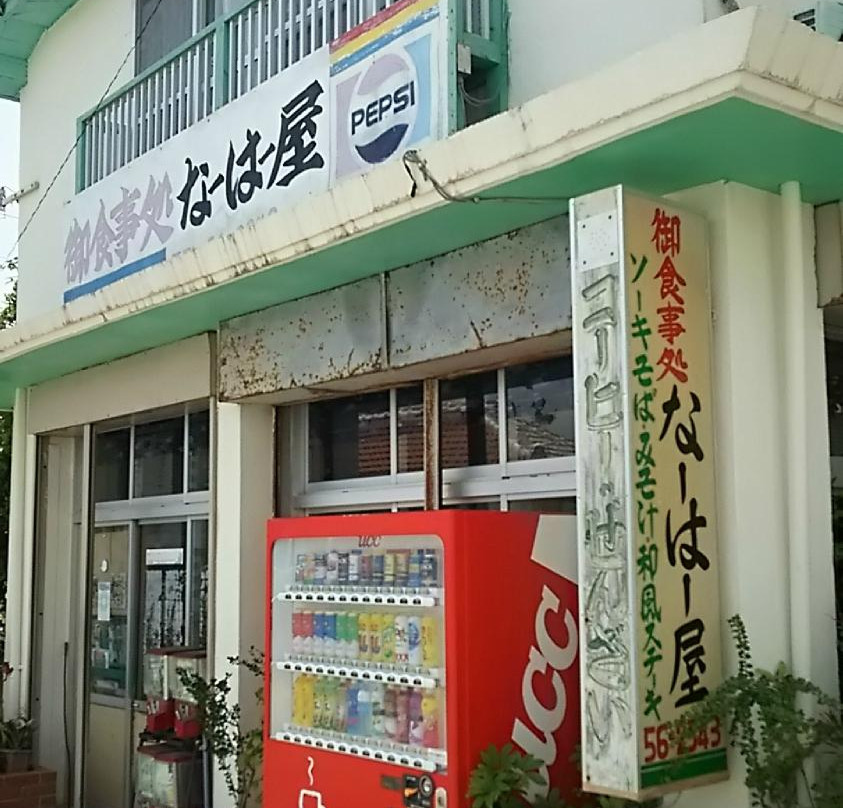 御食事処 なーはー屋
PEPSI
御食事処
なーはー屋
ソーキそば・みそ汁・和風ステーキ
コーヒー・ぜんざい
ucc
ucc